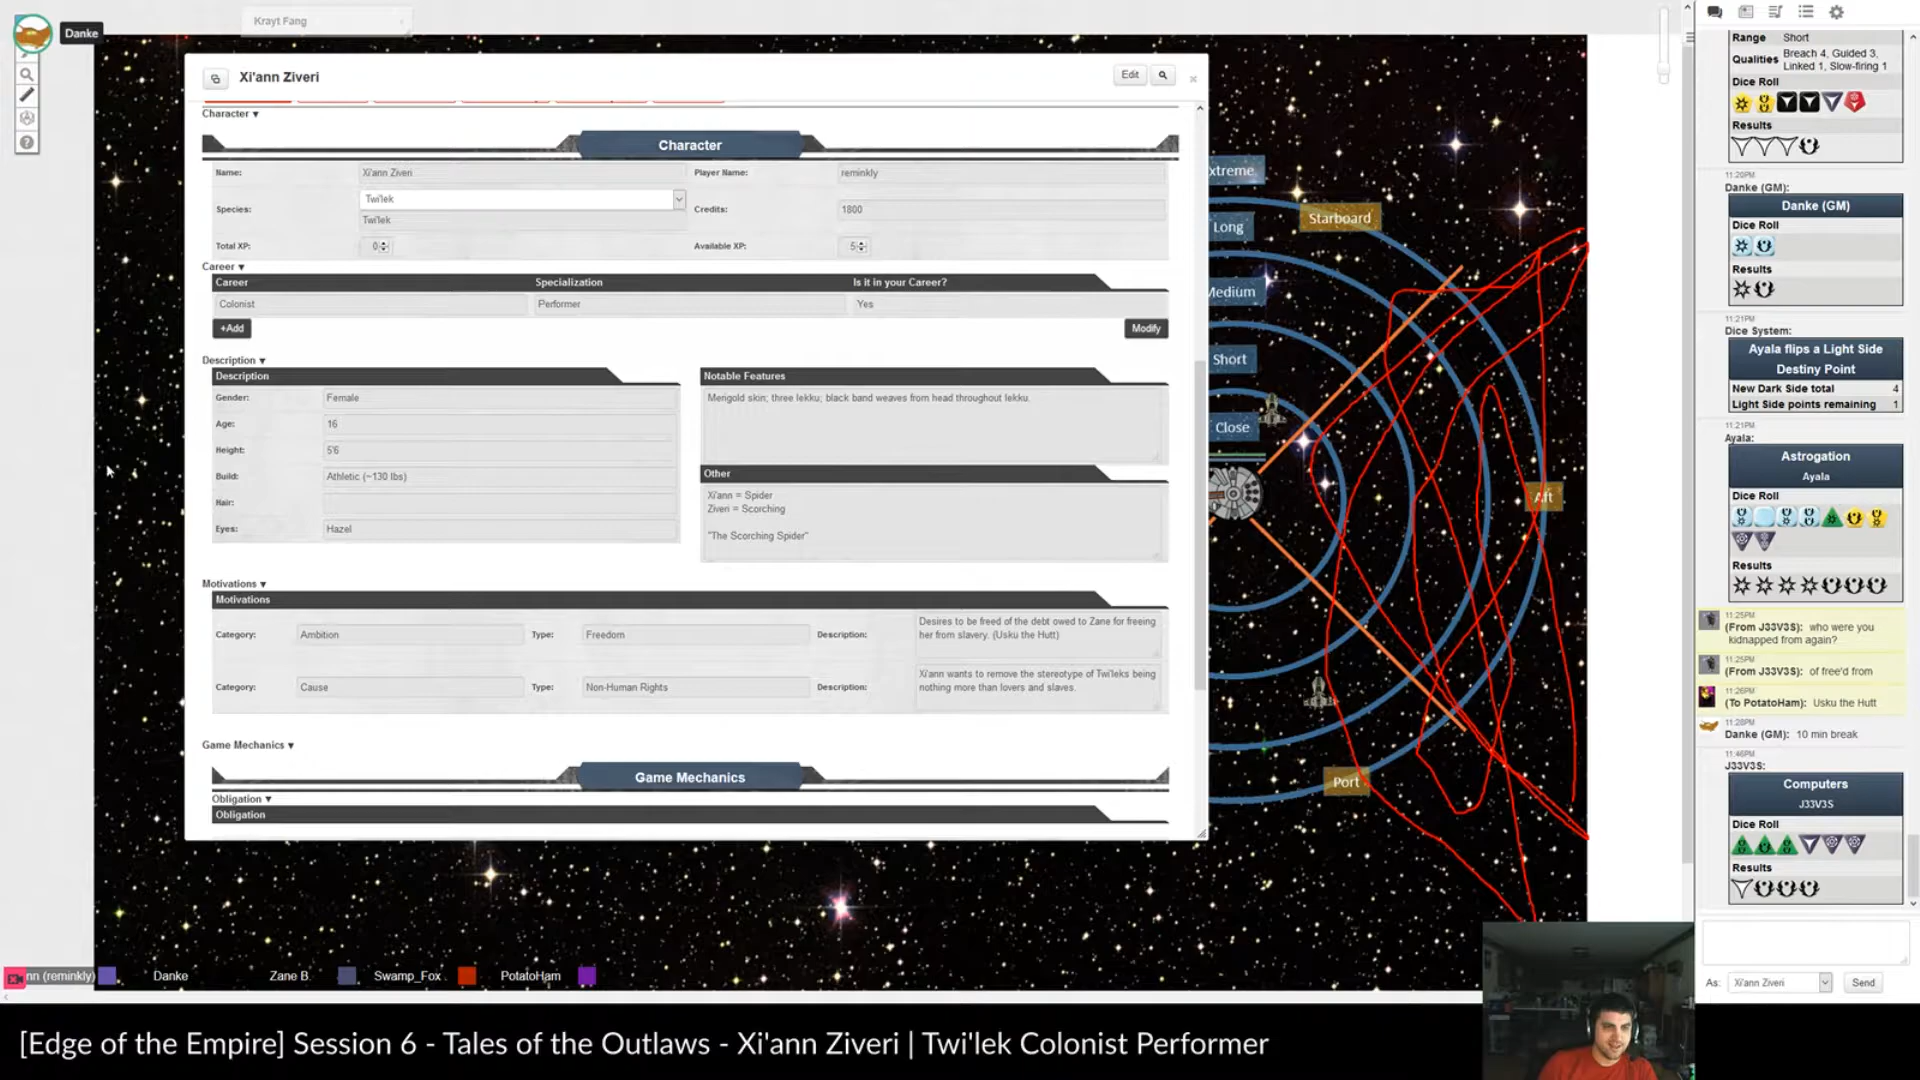 Krayt Fang
Danke
Xi'ann Ziveri
Edit
Character
Character
Name:
Xi'ann Ziveri
Player Name:
reminkly
Species:
Twi'lek
Twi'lek
Credits:
1800
Total XP:
0
Available XP:
5
Career
Career
Specialization
Is it in your Career?
Colonist
Performer
Yes
+Add
Modify
Description
Description
Gender:
Female
Age:
16
Height:
5'6
Build:
Athletic (~130 lbs)
Hair:
Eyes:
Hazel
Notable Features
Merigold skin; three lekku; black band weaves from head throughout lekku.
Other
Xi'ann = Spider
Ziveri = Scorching
"The Scorching Spider"
Motivations
Motivations
Category:
Ambition
Type:
Freedom
Description:
Desires to be freed of the debt owed to Zane for freeing
her from slavery. (Usku the Hutt)
Category:
Cause
Type:
Non-Human Rights
Description:
Xi'ann wants to remove the stereotype of Twi'leks being
nothing more than lovers and slaves.
Game Mechanics
Game Mechanics
Obligation
Obligation
xtreme
Long
Medium
Short
Close
Starboard
Aft
Port
nn (reminkly)
Danke
Zane B.
Swamp_Fox
PotatoHam
Range Short
Qualities Breach 4, Guided 3,
Linked 1, Slow-firing 1
Dice Roll
Results
11:20PM
Danke (GM):
Danke (GM)
Dice Roll
Results
11:21PM
Dice System:
Ayala flips a Light Side
Destiny Point
New Dark Side total 4
Light Side points remaining 1
11:21PM
Ayala:
Astrogation
Ayala
Dice Roll
Results
11:25PM
(From J33V3S): who were you
kidnapped from again?
11:25PM
(From J33V3S): of free'd from
11:26PM
(To PotatoHam): Usku the Hutt
11:28PM
Danke (GM): 10 min break
11:46PM
J33V3S:
Computers
J33V3S
Dice Roll
Results
As:
Xi'ann Ziveri
Send
[Edge of the Empire] Session 6 - Tales of the Outlaws - Xi'ann Ziveri | Twi'lek Colonist Performer